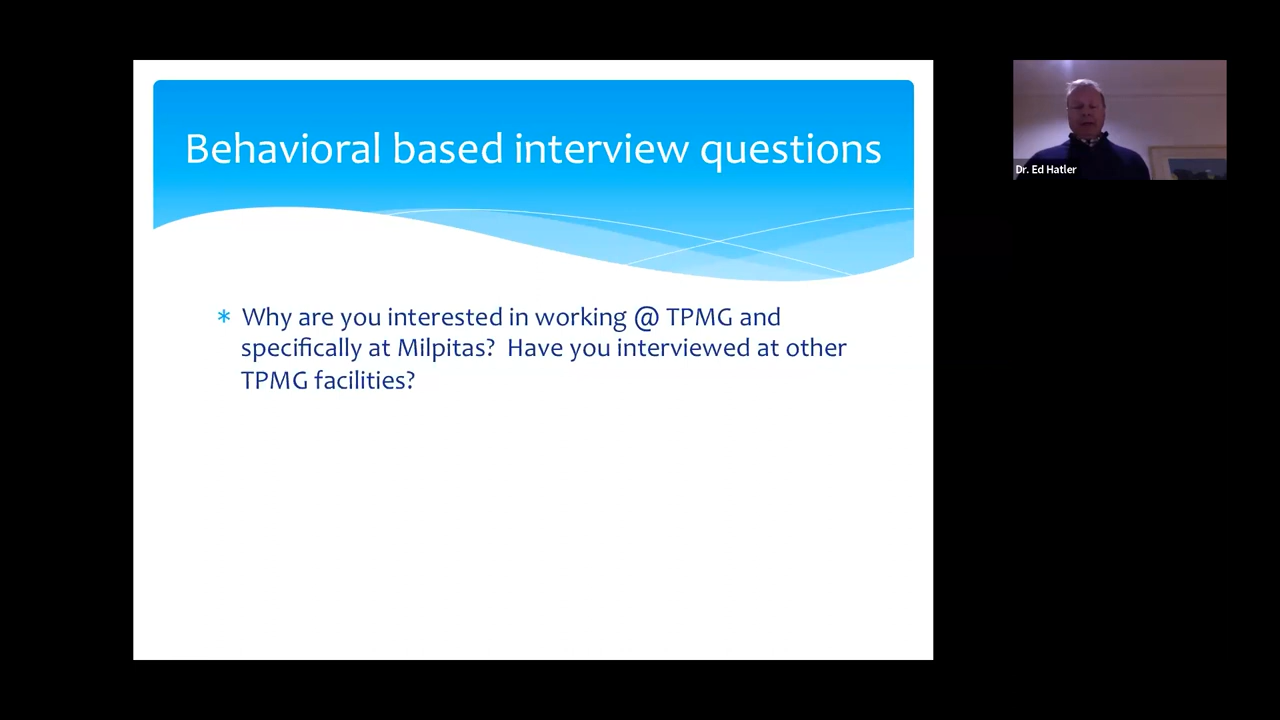 Behavioral based interview questions
* Why are you interested in working @ TPMG and
specifically at Milpitas?  Have you interviewed at other
TPMG facilities?
Dr. Ed Hatler